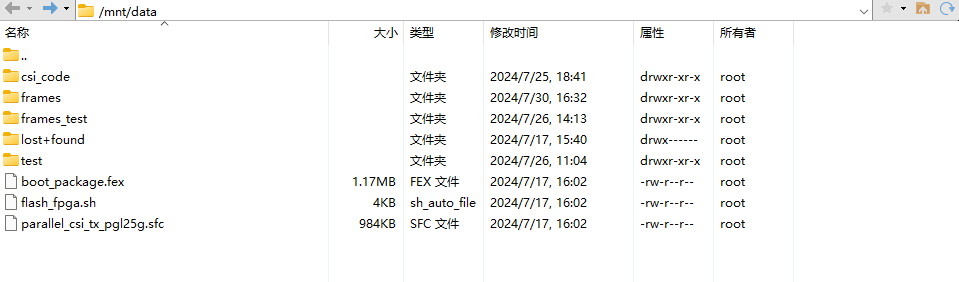 /mnt/data
名称 大小 类型 修改时间 属性 所有者
..
csi_code 文件夹 2024/7/25, 18:41 drwxr-xr-x root
frames 文件夹 2024/7/30, 16:32 drwxr-xr-x root
frames_test 文件夹 2024/7/26, 14:13 drwxr-xr-x root
lost+found 文件夹 2024/7/17, 15:40 drwx------ root
test 文件夹 2024/7/26, 11:04 drwxr-xr-x root
boot_package.fex 1.17MB FEX 文件 2024/7/17, 16:02 -rw-r--r-- root
flash_fpga.sh 4KB sh_auto_file 2024/7/17, 16:02 -rw-r--r-- root
parallel_csi_tx_pgl25g.sfc 984KB SFC 文件 2024/7/17, 16:02 -rw-r--r-- root